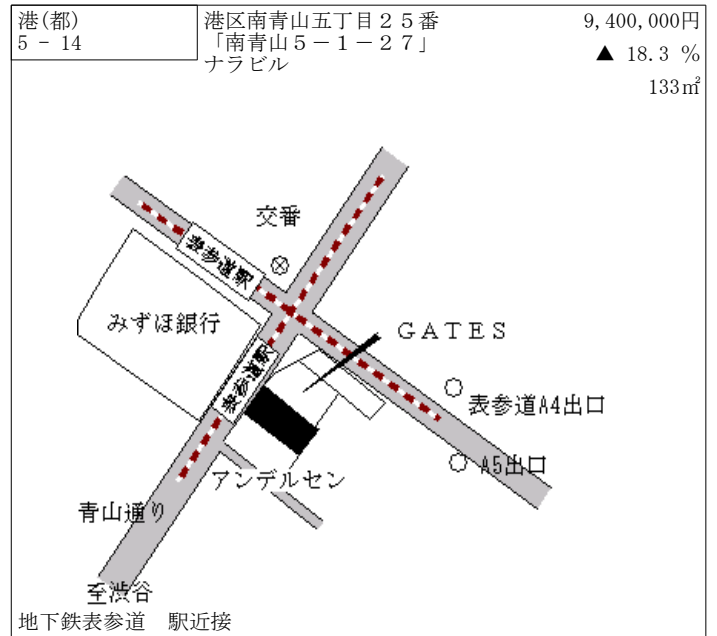 港(都)
5 - 14
港区南青山五丁目２５番
「南青山５－１－２７」
ナラビル
9,400,000円
▲ 18.3 %
133㎡
交番
表参道駅
みずほ銀行
ＧＡＴＥＳ
表参道駅
表参道A4出口
A5出口
アンデルセン
青山通り
至渋谷
地下鉄表参道　駅近接